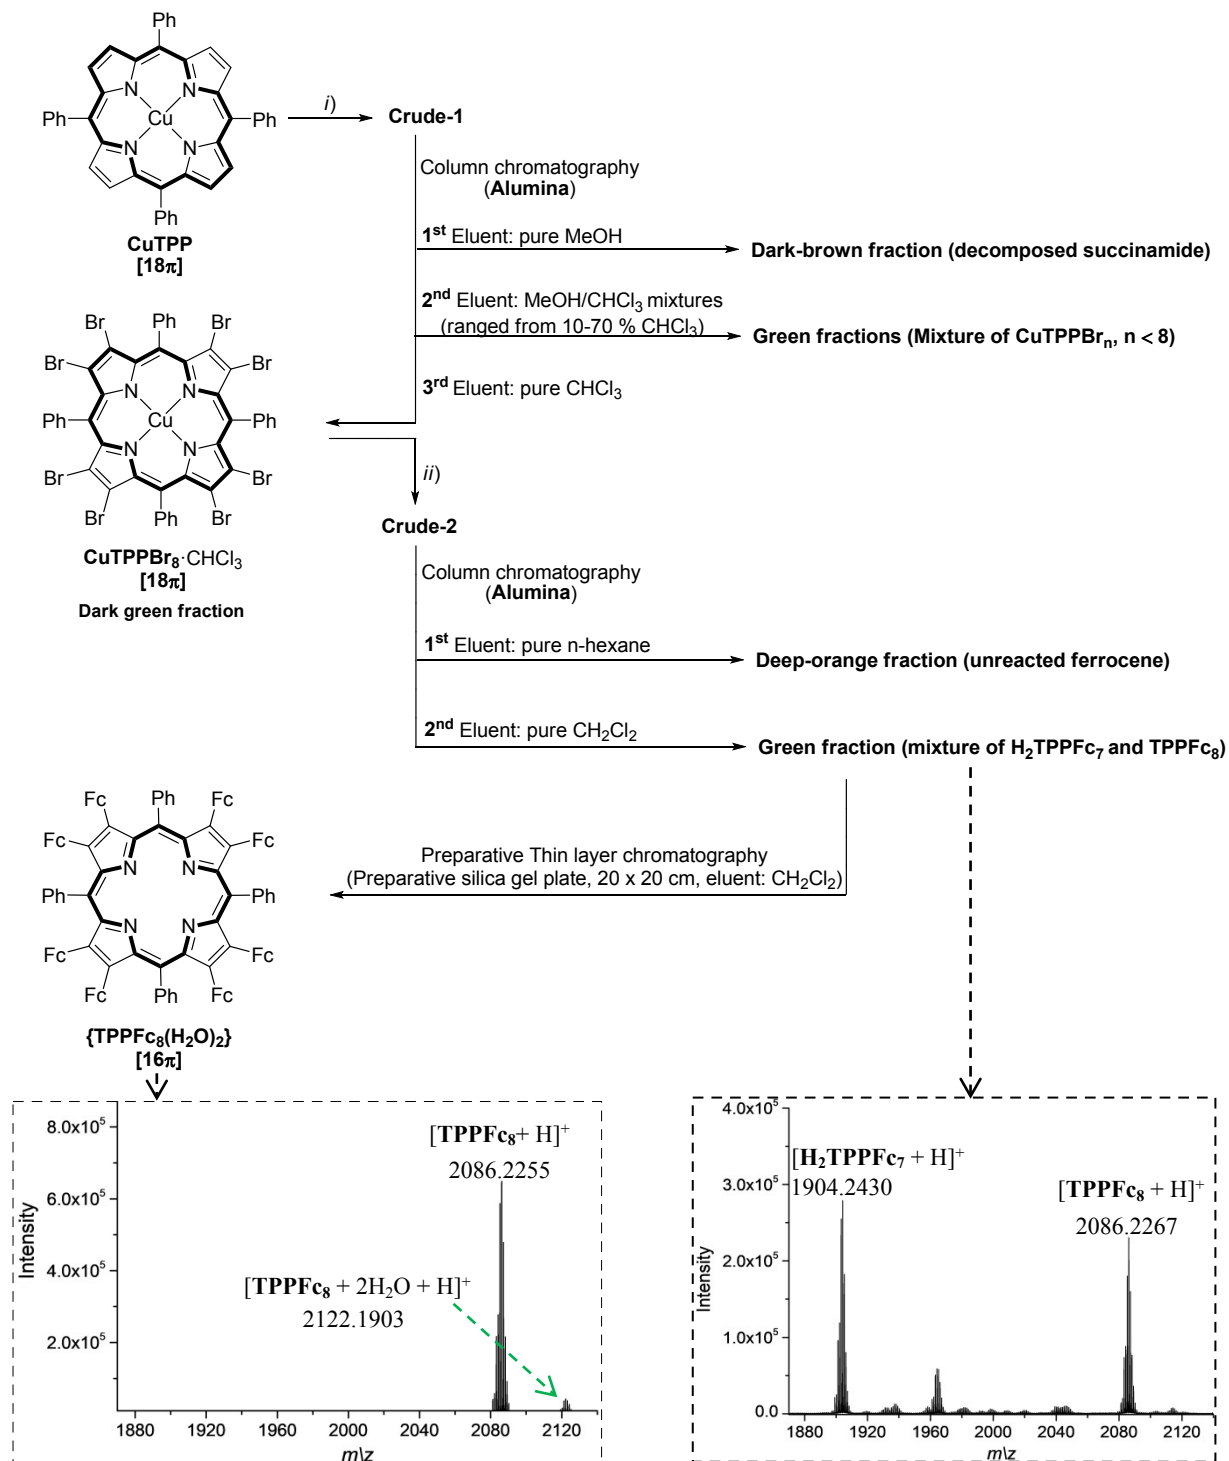 Ph
N
N
Ph
Cu
Ph
N
N
Ph
CuTPP
[18π]
i)
Crude-1
Column chromatography
(Alumina)
1st Eluent: pure MeOH
Dark-brown fraction (decomposed succinamide)
2nd Eluent: MeOH/CHCl3 mixtures
(ranged from 10-70 % CHCl3)
Green fractions (Mixture of CuTPPBrn, n < 8)
3rd Eluent: pure CHCl3
Br
Ph
Br
Br
Br
N
N
Ph
Cu
Ph
N
N
Br
Br
Br
Ph
Br
CuTPPBr8·CHCl3
[18π]
Dark green fraction
ii)
Crude-2
Column chromatography
(Alumina)
1st Eluent: pure n-hexane
Deep-orange fraction (unreacted ferrocene)
2nd Eluent: pure CH2Cl2
Green fraction (mixture of H2TPPFc7 and TPPFc8)
Preparative Thin layer chromatography
(Preparative silica gel plate, 20 x 20 cm, eluent: CH2Cl2)
Fc
Ph
Fc
Fc
Fc
N
N
Ph
Ph
N
N
Fc
Fc
Fc
Ph
Fc
{TPPFc8(H2O)2}
[16π]
8.0x10^5
6.0x10^5
4.0x10^5
2.0x10^5
Intensity
[TPPFc8+ H]+
2086.2255
[TPPFc8 + 2H2O + H]+
2122.1903
1880 1920 1960 2000 2040 2080 2120
m\z
4.0x10^5
3.0x10^5
2.0x10^5
1.0x10^5
0.0
Intensity
[H2TPPFc7 + H]+
1904.2430
[TPPFc8 + H]+
2086.2267
1880 1920 1960 2000 2040 2080 2120
m\z